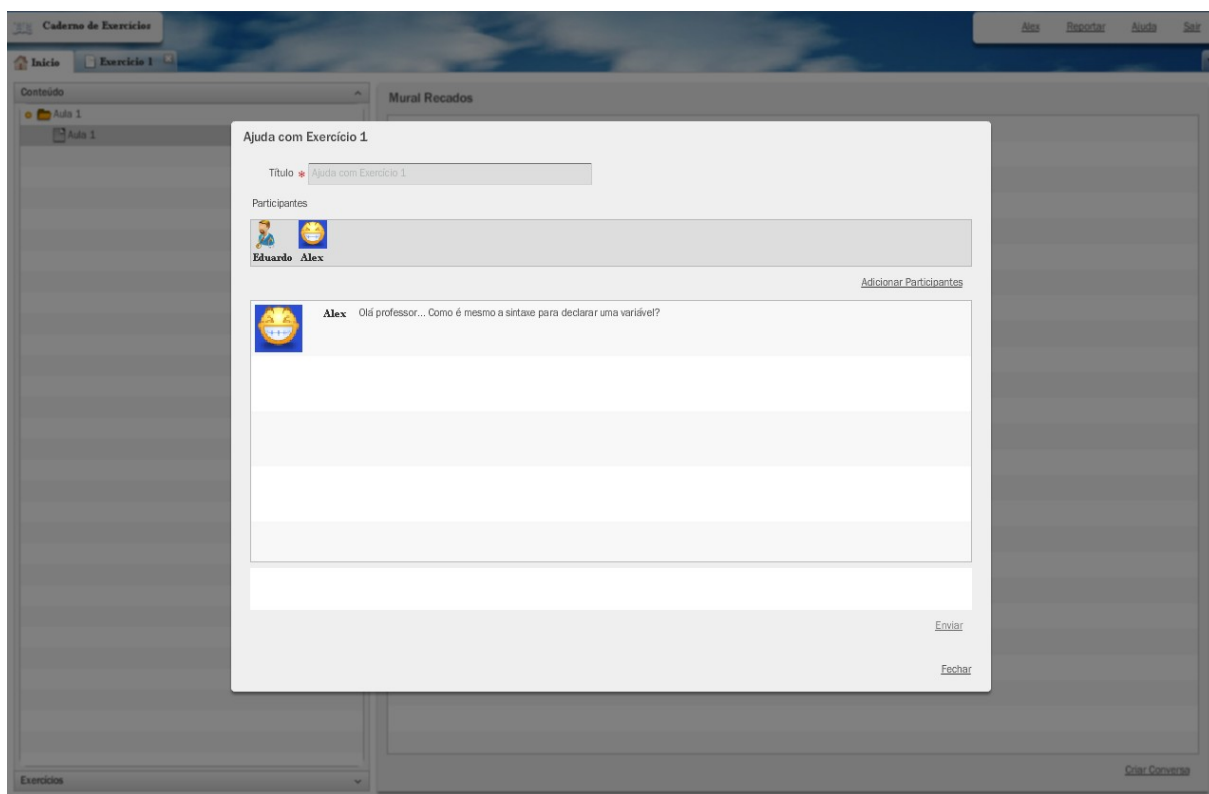 Caderno de Exercícios
Alex Reportar Ajuda Sair
Início Exercício 1
Conteúdo
Mural Recados
Aula 1
Aula 1
Ajuda com Exercício 1
Título * Ajuda com Exercício 1
Participantes
Eduardo Alex
Adicionar Participantes
Alex Olá professor... Como é mesmo a sintaxe para declarar uma variável?
Enviar
Fechar
Criar Conversa
Exercícios